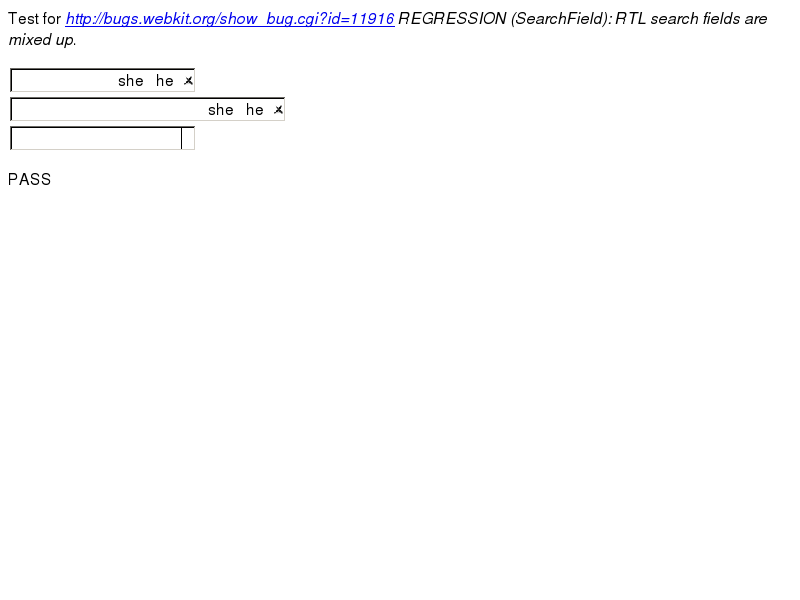 Test for http://bugs.webkit.org/show_bug.cgi?id=11916 REGRESSION (SearchField): RTL search fields are
mixed up.
she he
she he
PASS